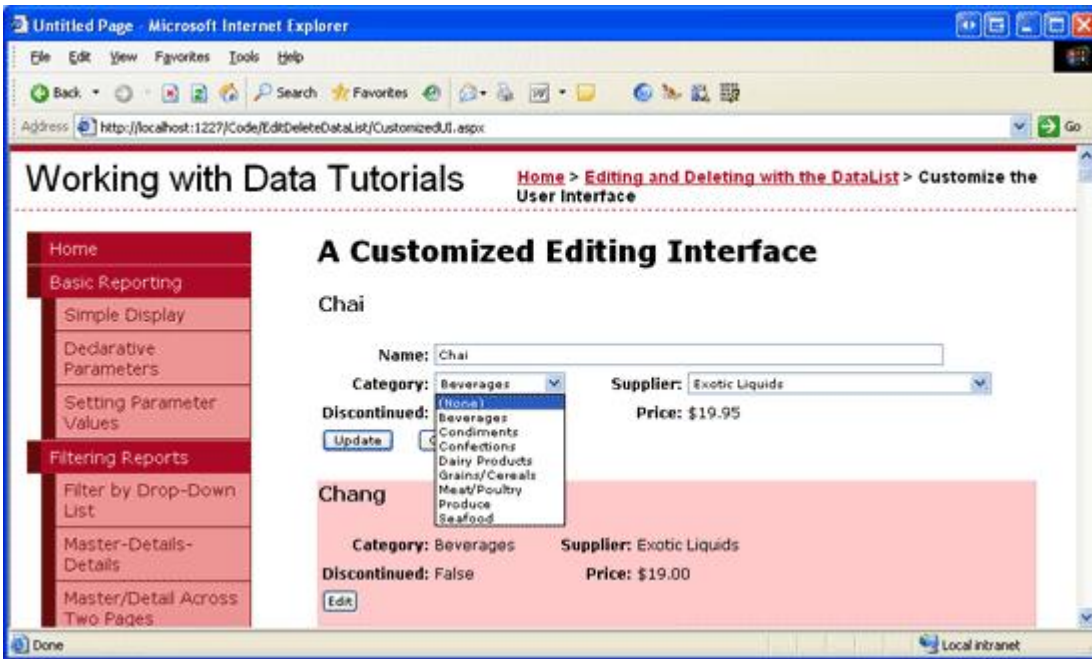 Untitled Page - Microsoft Internet Explorer
File Edit View Favorites Tools Help
Back Search Favorites
Address http://localhost:1227/Code/EditDeleteDataList/CustomizedUI.aspx Go
Working with Data Tutorials
Home > Editing and Deleting with the DataList > Customize the
User Interface
Home
Basic Reporting
Simple Display
Declarative
Parameters
Setting Parameter
Values
Filtering Reports
Filter by Drop-Down
List
Master-Details-
Details
Master/Detail Across
Two Pages
A Customized Editing Interface
Chai
Name: Chai
Category: Beverages Supplier: Exotic Liquids
Discontinued: Price: $19.95
Update
(None)
Beverages
Condiments
Confections
Dairy Products
Grains/Cereals
Meat/Poultry
Produce
Seafood
Chang
Category: Beverages Supplier: Exotic Liquids
Discontinued: False Price: $19.00
Edit
Done Local intranet